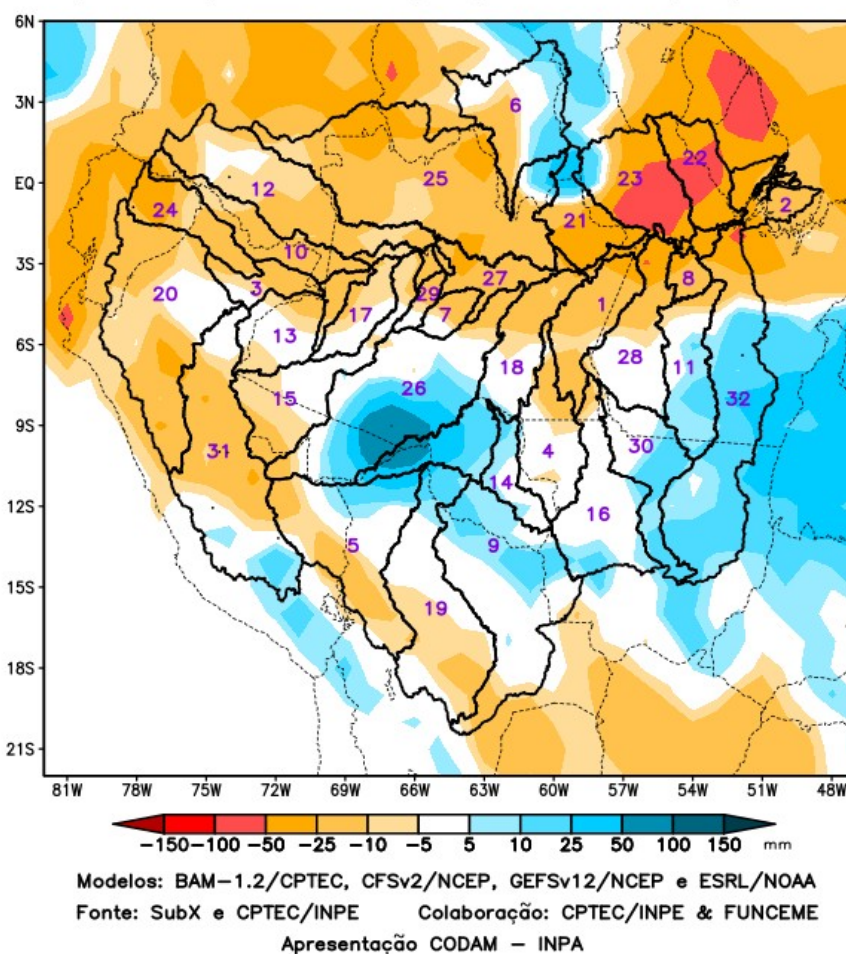 6N
3N
EQ
3S
6S
9S
12S
15S
18S
21S
6
25
12
23
22
2
24
21
10
27
8
20
3
29
1
17
7
13
28
18
11
15
26
32
31
4
30
14
16
5
9
19
81W 78W 75W 72W 69W 66W 63W 60W 57W 54W 51W 48W
-150 -100 -50 -25 -10 -5 5 10 25 50 100 150 mm
Modelos: BAM-1.2/CPTEC, CFSv2/NCEP, GEFSv12/NCEP e ESRL/NOAA
Fonte: SubX e CPTEC/INPE Colaboração: CPTEC/INPE & FUNCEME
Apresentação CODAM - INPA